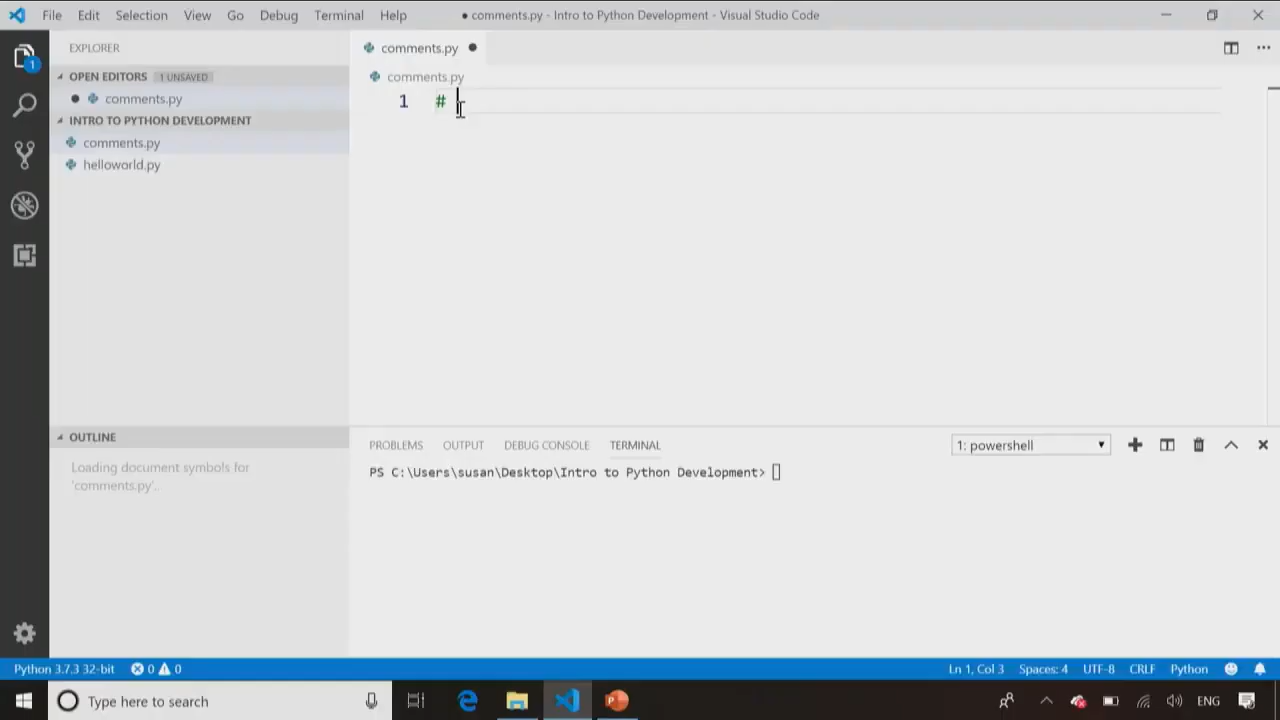 File Edit Selection View Go Debug Terminal Help
● comments.py - Intro to Python Development - Visual Studio Code
EXPLORER
OPEN EDITORS 1 UNSAVED
comments.py
INTRO TO PYTHON DEVELOPMENT
comments.py
helloworld.py
OUTLINE
Loading document symbols for
'comments.py'.
1
comments.py
comments.py
1 #
PROBLEMS OUTPUT DEBUG CONSOLE TERMINAL
1: powershell
PS C:\Users\susan\Desktop\Intro to Python Development>
Python 3.7.3 32-bit 0 0
Ln 1, Col 3 Spaces: 4 UTF-8 CRLF Python
Type here to search
ENG